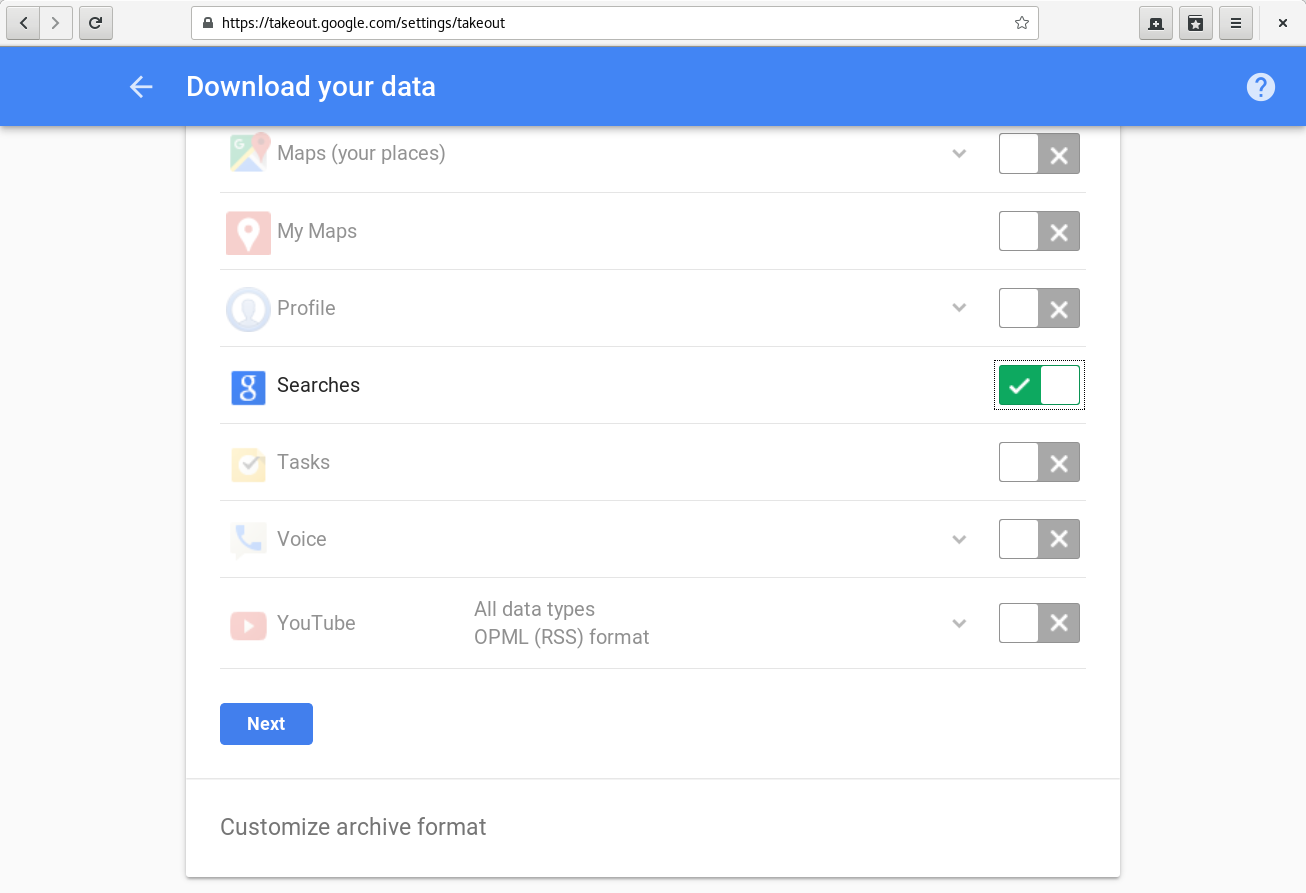 https://takeout.google.com/settings/takeout
Download your data
Maps (your places)
My Maps
Profile
Searches
Tasks
Voice
YouTube
All data types
OPML (RSS) format
Next
Customize archive format